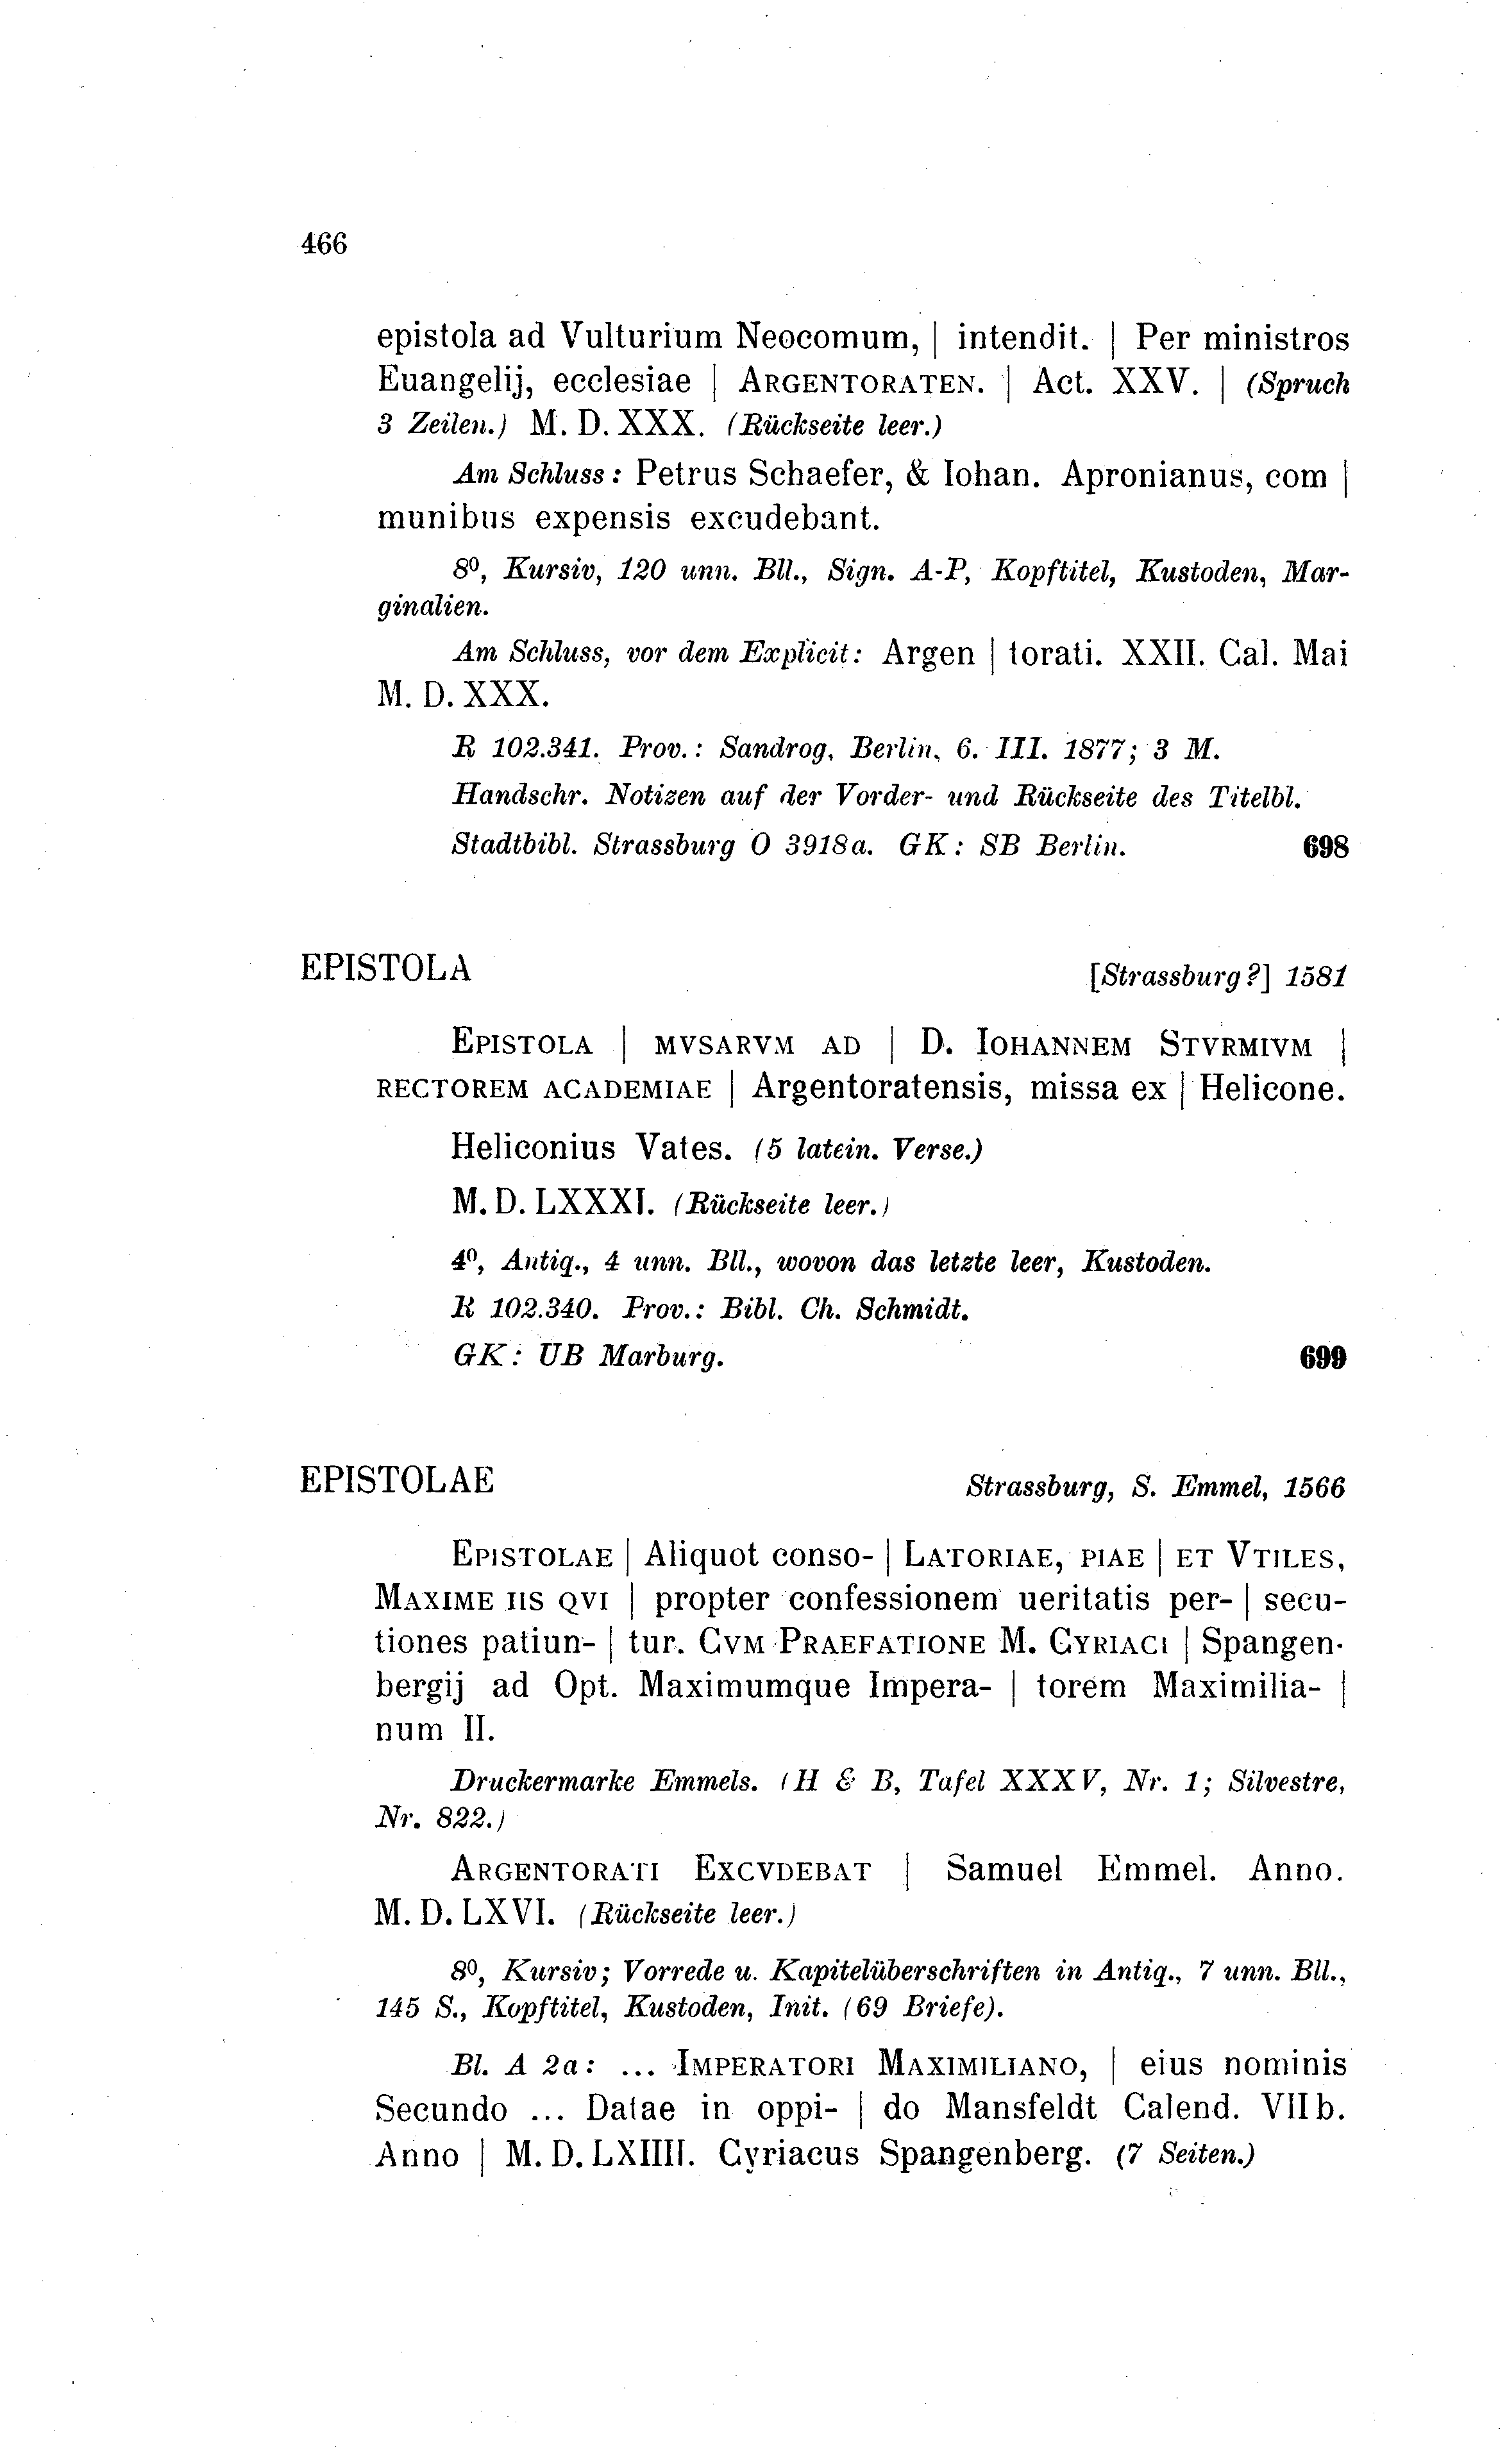 466
epistola ad Vulturium Neocomum, | intendit. | Per ministros
Euangelij, ecclesiae | ARGENTORATEN. | Act. XXV. | (Spruch
3 Zeilen.) M. D. XXX. (Rückseite leer.)
Am Schluss: Petrus Schaefer, & Iohan. Apronianus, com |
munibus expensis excudebant.
8⁰, Kursiv, 120 unn. Bll., Sign. A-P, Kopftitel, Kustoden, Mar-
ginalien.
Am Schluss, vor dem Explicit: Argen | torati. XXII. Cal. Mai
M. D. XXX.
R 102.341. Prov.: Sandrog, Berlin, 6. III. 1877; 3 M.
Handschr. Notizen auf der Vorder- und Rückseite des Titelbl.
Stadtbibl. Strassburg O 3918a. GK: SB Berlin. 698
EPISTOLA [Strassburg?] 1581
EPISTOLA | MVSARVM AD | D. IOHANNEM STVRMIVM |
RECTOREM ACADEMIAE | Argentoratensis, missa ex | Helicone.
Heliconius Vates. (5 latein. Verse.)
M. D. LXXXI. (Rückseite leer.)
4⁰, Antiq., 4 unn. Bll., wovon das letzte leer, Kustoden.
R 102.340. Prov.: Bibl. Ch. Schmidt.
GK: UB Marburg. 699
EPISTOLAE Strassburg, S. Emmel, 1566
EPISTOLAE | Aliquot conso- | LATORIAE, PIAE | ET VTILES,
MAXIME IIS QVI | propter confessionem ueritatis per- | secu-
tiones patiun- | tur. CVM PRAEFATIONE M. CYRIACI | Spangen-
bergij ad Opt. Maximumque Impera- | torem Maximilia- |
num II.
Druckermarke Emmels. (H & B, Tafel XXXV, Nr. 1; Silvestre,
Nr. 822.)
ARGENTORATI EXCVDEBAT | Samuel Emmel. Anno.
M. D. LXVI. (Rückseite leer.)
8⁰, Kursiv; Vorrede u. Kapitelüberschriften in Antiq., 7 unn. Bll.,
145 S., Kopftitel, Kustoden, Init. (69 Briefe).
Bl. A 2a: ... IMPERATORI MAXIMILIANO, | eius nominis
Secundo ... Datae in oppi- | do Mansfeldt Calend. VIIb.
Anno | M. D. LXIIII. Cyriacus Spangenberg. (7 Seiten.)